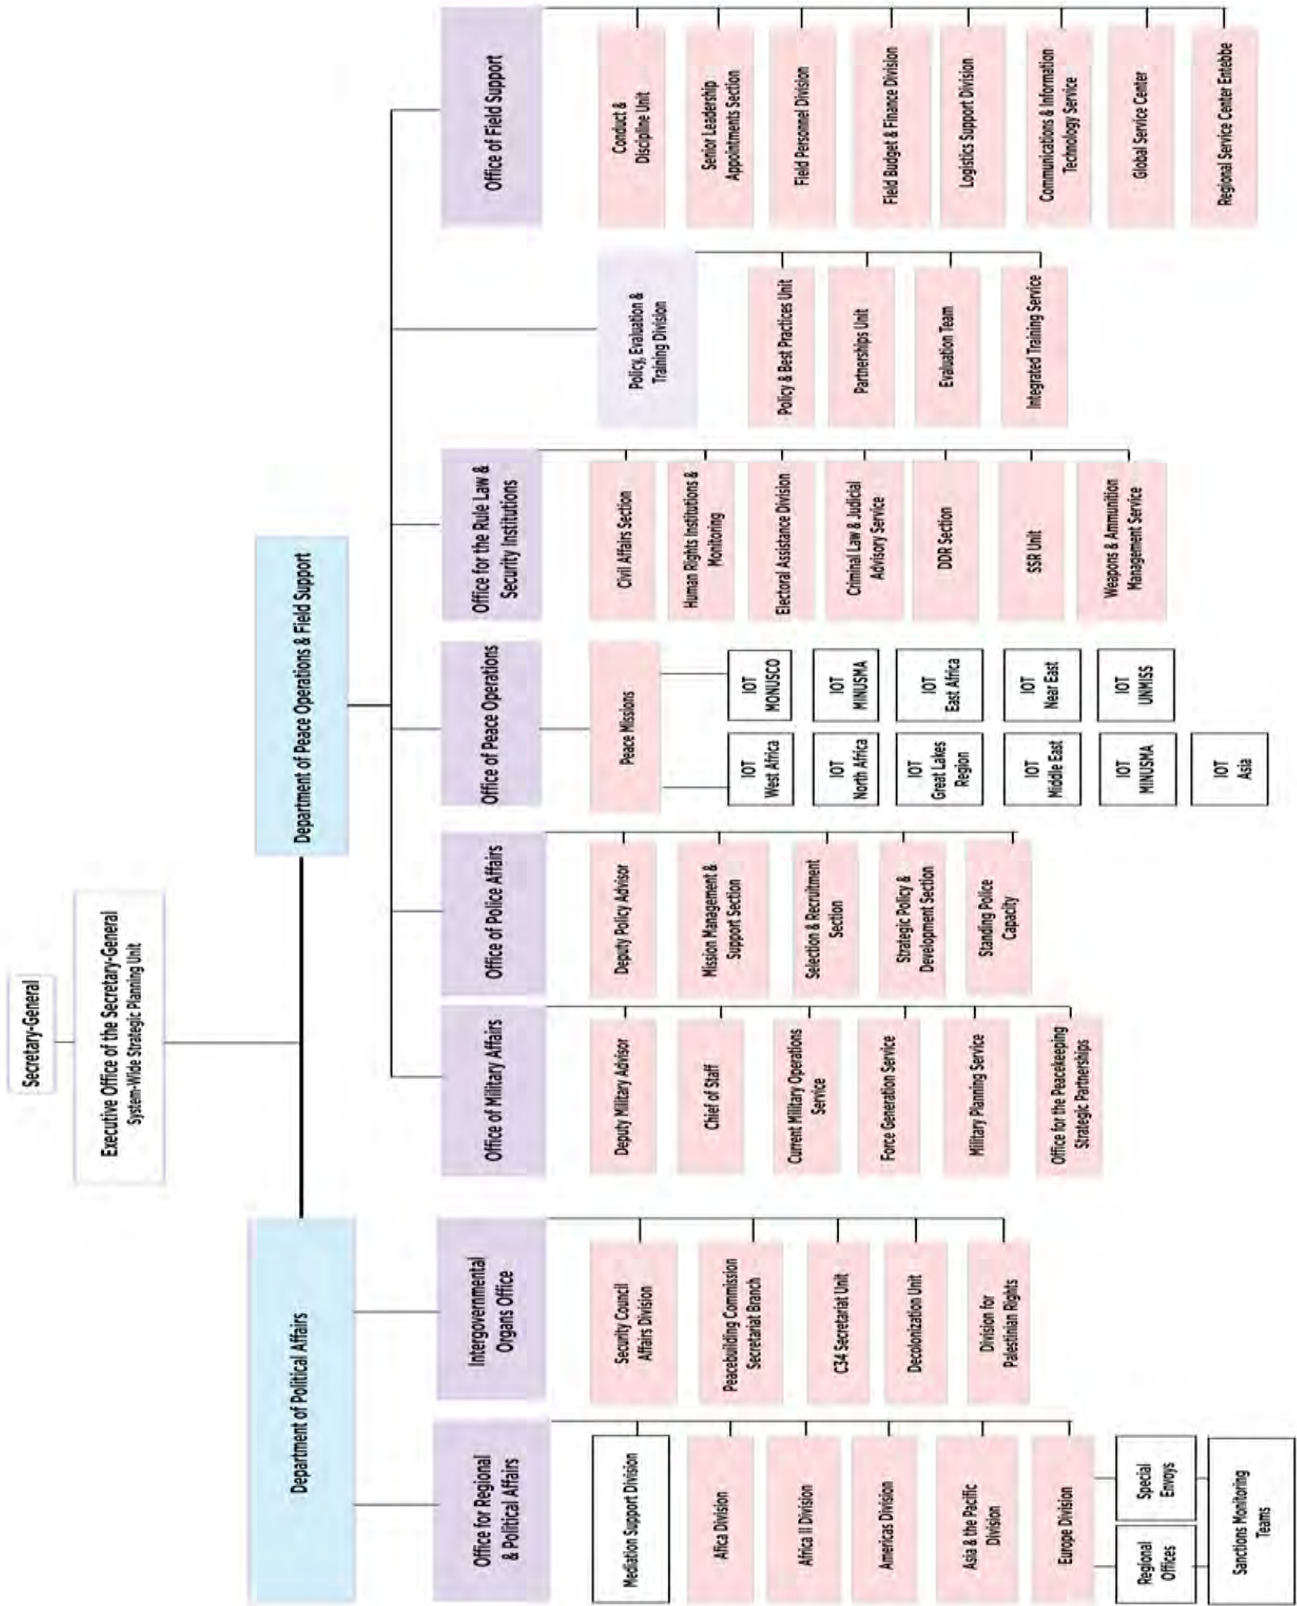 Secretary-General
Executive Office of the Secretary-General
System-Wide Strategic Planning Unit
Department of Political Affairs
Department of Peace Operations & Field Support
Office for Regional
& Political Affairs
Mediation Support Division
Afica Division
Africa II Division
Americas Division
Asia & the Pacific
Division
Europe Division
Regional
Offices
Special
Envoys
Sanctions Monitoring
Teams
Intergovernmental
Organs Office
Security Council
Affairs Division
Peacebuilding Commission
Secretariat Branch
C34 Secretariat Unit
Decolonization Unit
Division for
Palestinian Rights
Office of Military Affairs
Deputy Military Advisor
Chief of Staff
Current Military Operations
Service
Force Generation Service
Military Planning Service
Office for the Peacekeeping
Strategic Partnerships
Office of Police Affairs
Deputy Policy Advisor
Mission Management &
Support Section
Selection & Recruitment
Section
Strategic Policy &
Development Section
Standing Police
Capacity
Office of Peace Operations
Peace Missions
IOT
West Africa
IOT
MONUSCO
IOT
North Africa
IOT
MINUSMA
IOT
Great Lakes
Region
IOT
East Africa
IOT
Middle East
IOT
Near East
IOT
MINUSMA
IOT
UNMISS
IOT
Asia
Office for the Rule Law &
Security Institutions
Civil Affairs Section
Human Rights Institutions &
Monitoring
Electoral Assistance Division
Criminal Law & Judicial
Advisory Service
DDR Section
SSR Unit
Weapons & Ammunition
Management Service
Policy, Evaluation &
Training Division
Policy & Best Practices Unit
Partnerships Unit
Evaluation Team
Integrated Training Service
Office of Field Support
Conduct &
Discipline Unit
Senior Leadership
Appointments Section
Field Personnel Division
Field Budget & Finance Division
Logistics Support Division
Communications & Information
Technology Service
Global Service Center
Regional Service Center Entebbe